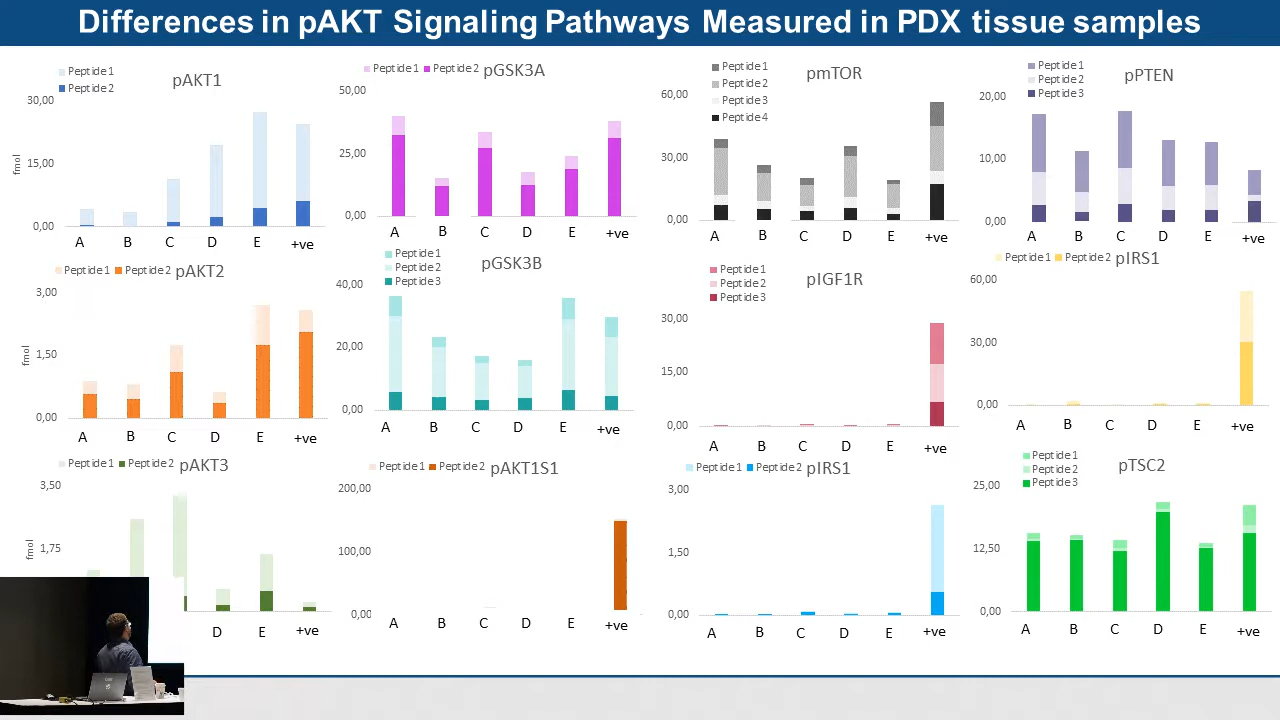 Differences in pAKT Signaling Pathways Measured in PDX tissue samples
Peptide 1
Peptide 2
pAKT1
30,00
15,00
0,00
fmol
A B C D E +ve
Peptide 1 Peptide 2 pGSK3A
50,00
25,00
0,00
A B C D E +ve
Peptide 1
Peptide 2
Peptide 3
Peptide 4
pmTOR
60,00
30,00
0,00
A B C D E +ve
Peptide 1
Peptide 2
Peptide 3
pPTEN
20,00
10,00
0,00
A B C D E +ve
Peptide 1 Peptide 2 pAKT2
3,00
1,50
0,00
fmol
A B C D E +ve
Peptide 1
Peptide 2
Peptide 3
pGSK3B
40,00
20,00
0,00
A B C D E +ve
Peptide 1
Peptide 2
Peptide 3
pIGF1R
30,00
15,00
0,00
A B C D E +ve
Peptide 1 Peptide 2 pIRS1
60,00
30,00
0,00
A B C D E +ve
Peptide 1 Peptide 2 pAKT3
3,50
1,75
fmol
D E +ve
Peptide 1 Peptide 2 pAKT1S1
200,00
100,00
0,00
A B C D E +ve
Peptide 1 Peptide 2 pIRS1
3,00
1,50
0,00
A B C D E +ve
Peptide 1
Peptide 2
Peptide 3
pTSC2
25,00
12,50
0,00
A B C D E +ve